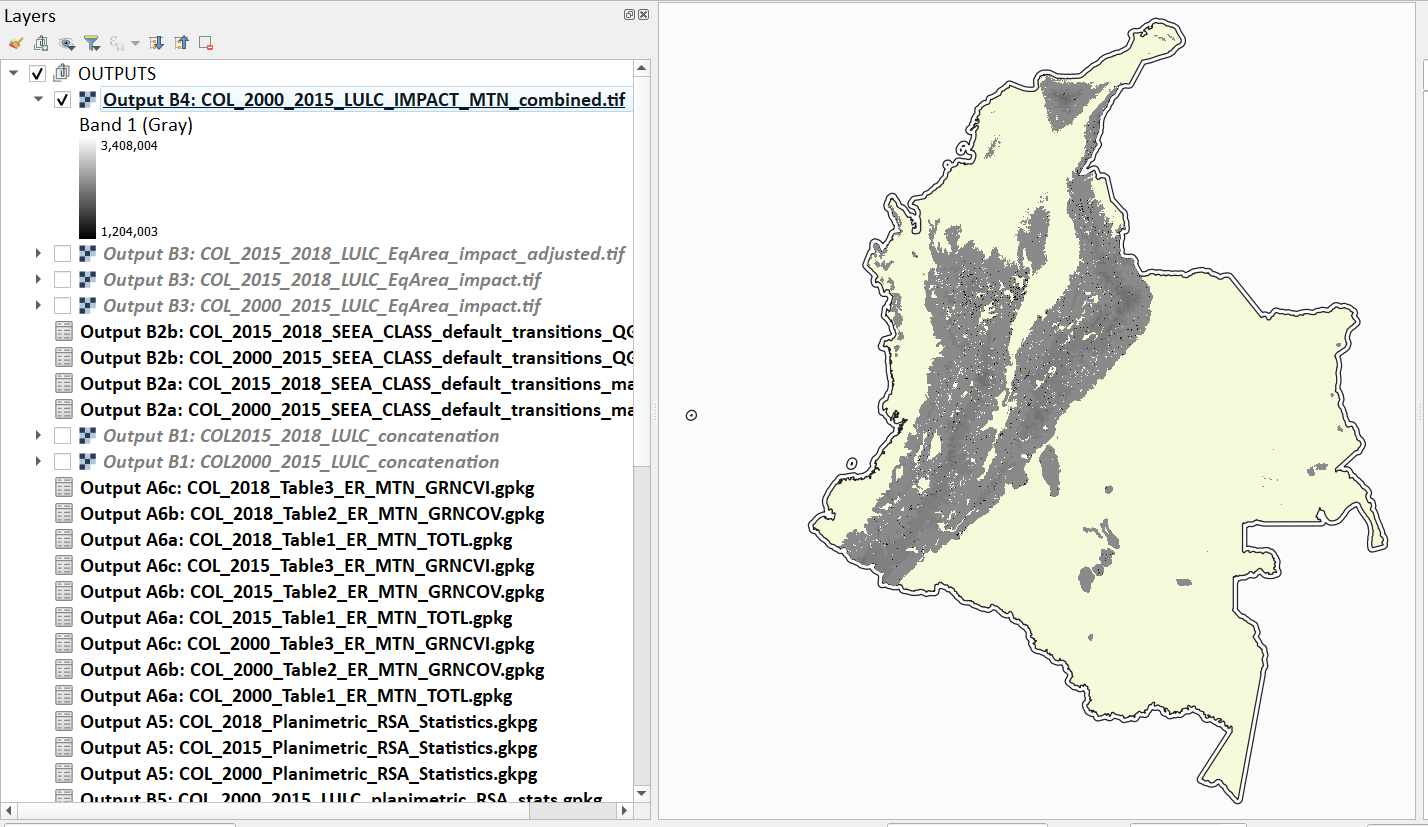 Layers
OUTPUTS
Output B4: COL_2000_2015_LULC_IMPACT_MTN_combined.tif
Band 1 (Gray)
3,408,004
1,204,003
Output B3: COL_2015_2018_LULC_EqArea_impact_adjusted.tif
Output B3: COL_2015_2018_LULC_EqArea_impact.tif
Output B3: COL_2000_2015_LULC_EqArea_impact.tif
Output B2b: COL_2015_2018_SEEA_CLASS_default_transitions_QG
Output B2b: COL_2000_2015_SEEA_CLASS_default_transitions_QG
Output B2a: COL_2015_2018_SEEA_CLASS_default_transitions_ma
Output B2a: COL_2000_2015_SEEA_CLASS_default_transitions_ma
Output B1: COL2015_2018_LULC_concatenation
Output B1: COL2000_2015_LULC_concatenation
Output A6c: COL_2018_Table3_ER_MTN_GRNCVI.gpkg
Output A6b: COL_2018_Table2_ER_MTN_GRNCOV.gpkg
Output A6a: COL_2018_Table1_ER_MTN_TOTL.gpkg
Output A6c: COL_2015_Table3_ER_MTN_GRNCVI.gpkg
Output A6b: COL_2015_Table2_ER_MTN_GRNCOV.gpkg
Output A6a: COL_2015_Table1_ER_MTN_TOTL.gpkg
Output A6c: COL_2000_Table3_ER_MTN_GRNCVI.gpkg
Output A6b: COL_2000_Table2_ER_MTN_GRNCOV.gpkg
Output A6a: COL_2000_Table1_ER_MTN_TOTL.gpkg
Output A5: COL_2018_Planimetric_RSA_Statistics.gkpg
Output A5: COL_2015_Planimetric_RSA_Statistics.gkpg
Output A5: COL_2000_Planimetric_RSA_Statistics.gkpg
Output B5: COL_2000_2015_LULC_planimetric_RSA_stats.gpkg